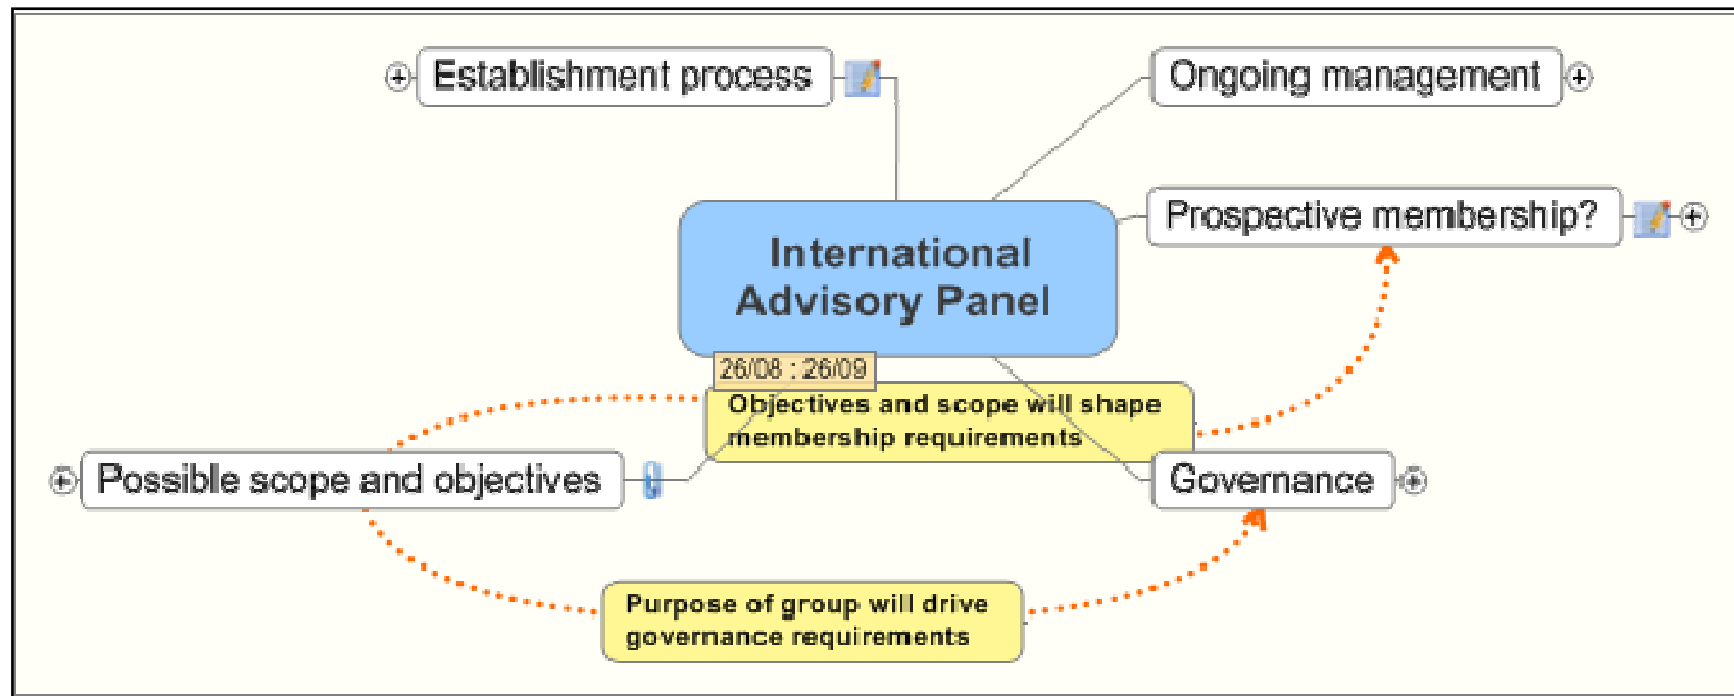 Establishment process
Ongoing management
Prospective membership?
International
Advisory Panel
26/08 : 26/09
Objectives and scope will shape
membership requirements
Possible scope and objectives
Governance
Purpose of group will drive
governance requirements